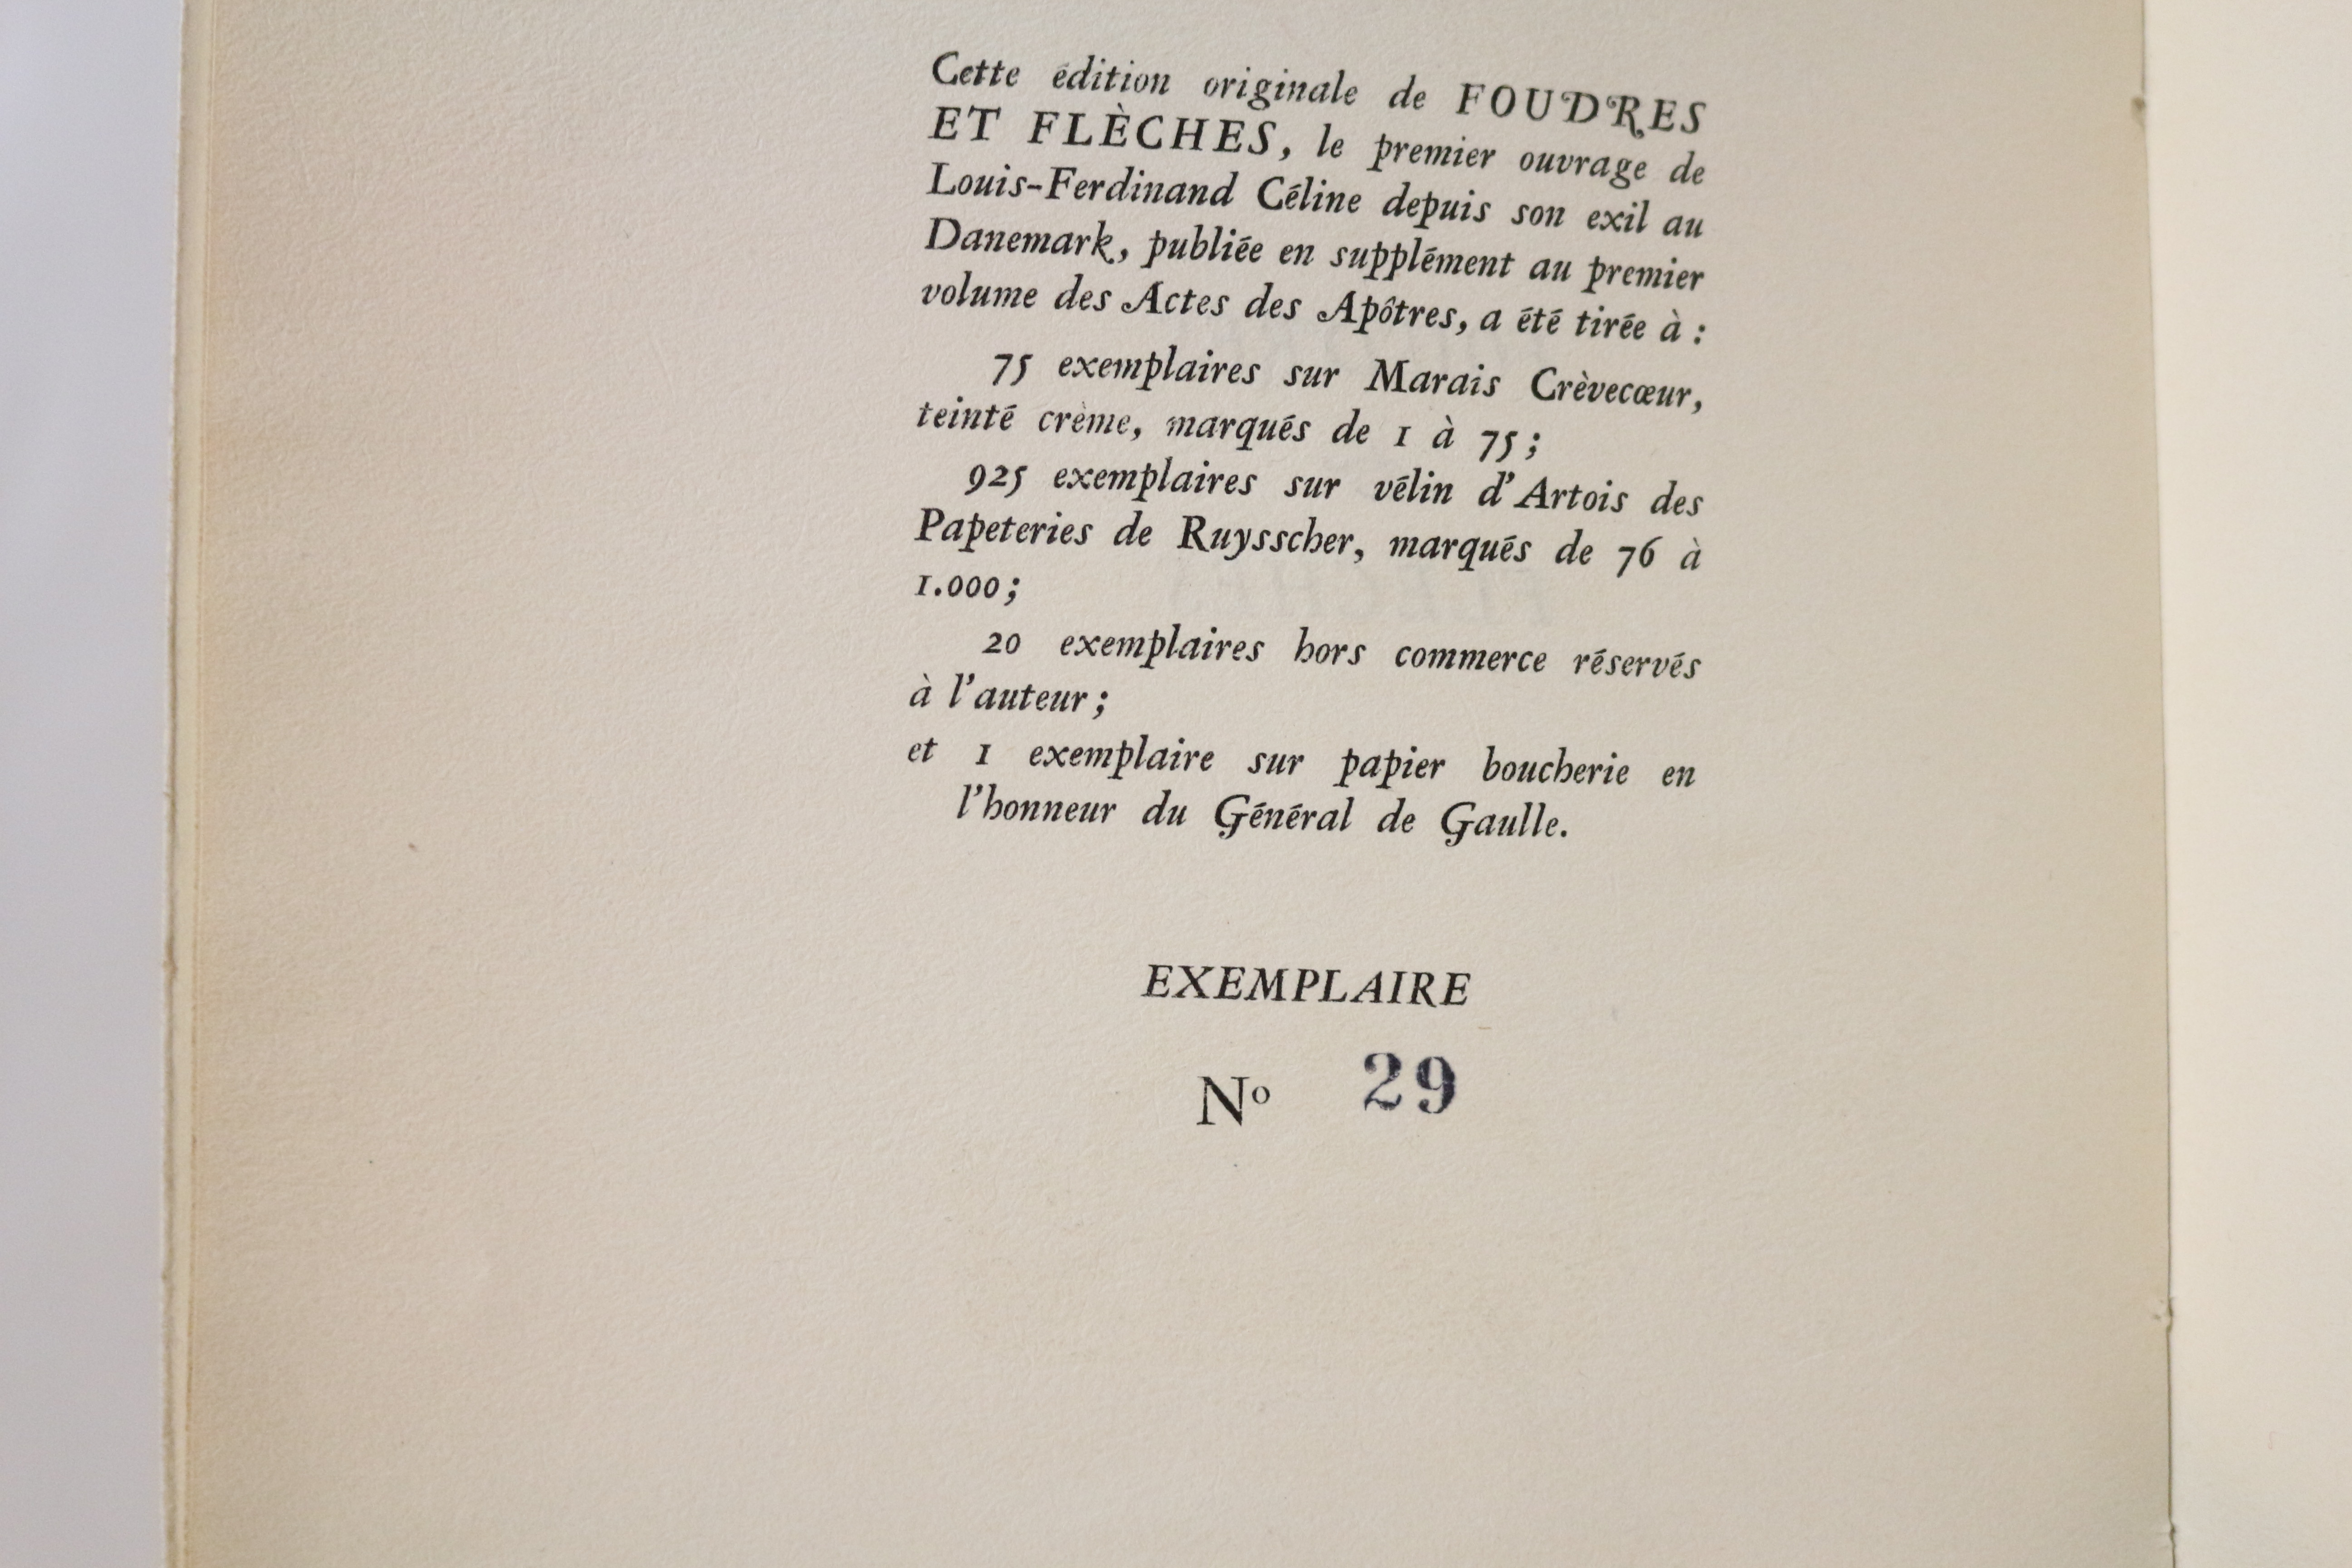 Cette édition originale de FOUDRES
ET FLÈCHES, le premier ouvrage de
Louis-Ferdinand Céline depuis son exil au
Danemark, publiée en supplément au premier
volume des Actes des Apôtres, a été tirée à :
75 exemplaires sur Marais Crèvecœur,
teinté crème, marqués de 1 à 75 ;
925 exemplaires sur vélin d'Artois des
Papeteries de Ruysscher, marqués de 76 à
1.000 ;
20 exemplaires hors commerce réservés
à l'auteur ;
et 1 exemplaire sur papier boucherie en
l'honneur du Général de Gaulle.
EXEMPLAIRE
Nº 29